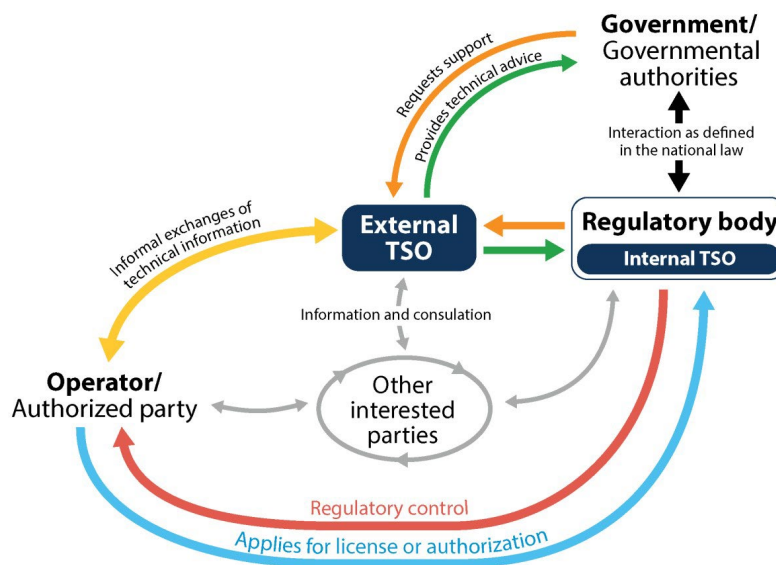 Government/
Governmental
authorities
Requests support
Provides technical advice
Interaction as defined
in the national law
External
TSO
Regulatory body
Internal TSO
Informal exchanges of
technical information
Information and consulation
Operator/
Authorized party
Other
interested
parties
Regulatory control
Applies for license or authorization